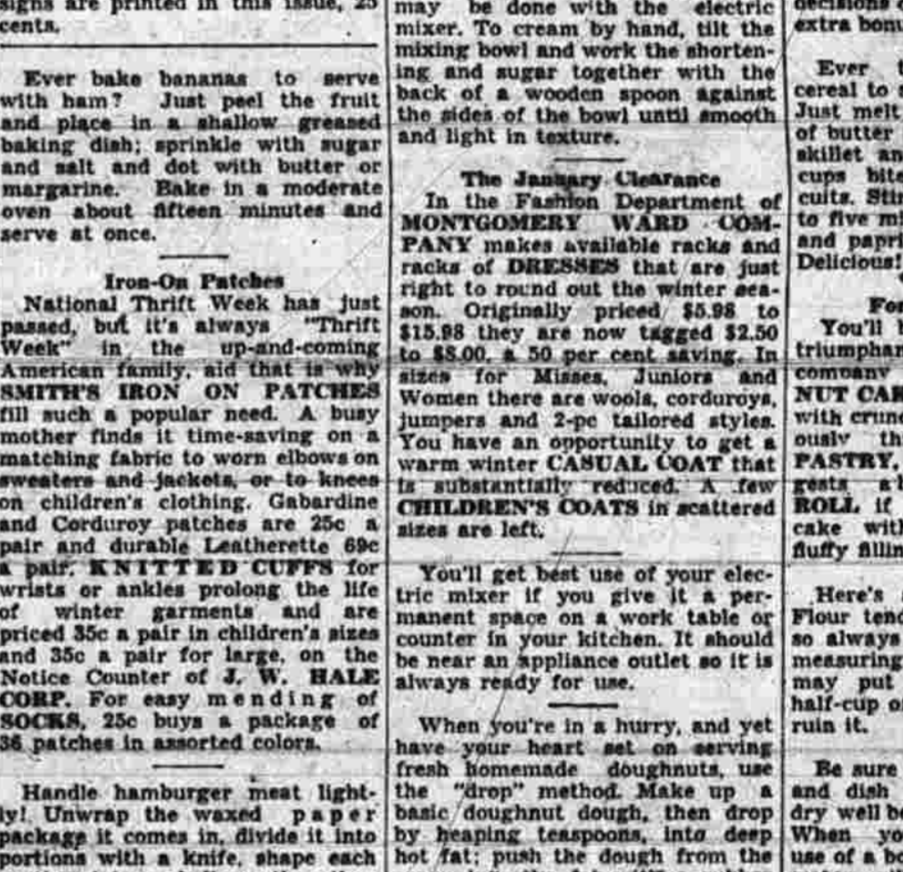 signs are printed in this issue, 25
cents.
Ever bake bananas to serve
with ham? Just peel the fruit
and place in a shallow greased
baking dish; sprinkle with sugar
and salt and dot with butter or
margarine. Bake in a moderate
oven about fifteen minutes and
serve at once.
Iron-On Patches
National Thrift Week has just
passed, but it's always "Thrift
Week" in the up-and-coming
American family, aid that is why
SMITH'S IRON ON PATCHES
fill such a popular need. A busy
mother finds it time-saving on a
matching fabric to worn elbows on
sweaters and jackets, or to knees
on children's clothing. Gabardine
and Corduroy patches are 25c a
pair and durable Leatherette 69c
a pair. KNITTED CUFFS for
wrists or ankles prolong the life
of winter garments and are
priced 35c a pair in children's sizes
and 35c a pair for large, on the
Notice Counter of J. W. HALE
CORP. For easy mending of
SOCKS, 25c buys a package of
36 patches in assorted colors.
Handle hamburger meat light-
ly! Unwrap the waxed paper
package it comes in, divide it into
portions with a knife, shape each
may be done with the electric
mixer. To cream by hand, tilt the
mixing bowl and work the shorten-
ing and sugar together with the
back of a wooden spoon against
the sides of the bowl until smooth
and light in texture.
The January Clearance
In the Fashion Department of
MONTGOMERY WARD COM-
PANY makes available racks and
racks of DRESSES that are just
right to round out the winter sea-
son. Originally priced $5.98 to
$15.98 they are now tagged $2.50
to $8.00, a 50 per cent saving. In
sizes for Misses, Juniors and
Women there are wools, corduroys,
jumpers and 2-pc tailored styles.
You have an opportunity to get a
warm winter CASUAL COAT that
is substantially reduced. A few
CHILDREN'S COATS in scattered
sizes are left.
You'll get best use of your elec-
tric mixer if you give it a per-
manent space on a work table or
counter in your kitchen. It should
be near an appliance outlet so it is
always ready for use.
When you're in a hurry, and yet
have your heart set on serving
fresh homemade doughnuts, use
the "drop" method. Make up a
basic doughnut dough, then drop
by heaping teaspoons, into deep
hot fat; push the dough from the
decisions
extra bon
Ever
cereal to
Just melt
of butter
skillet an
cups bite
cuits. Stir
to five mi
and papri
Delicious!
Fo
You'll
triumphan
company
NUT CA
with crun
ously th
PASTRY,
gests a
ROLL if
cake with
fluffy fillin
Here's
Flour tend
so always
measuring
may put
half-cup o
ruin it.
Be sure
and dish
dry well b
When yo
use of a bo